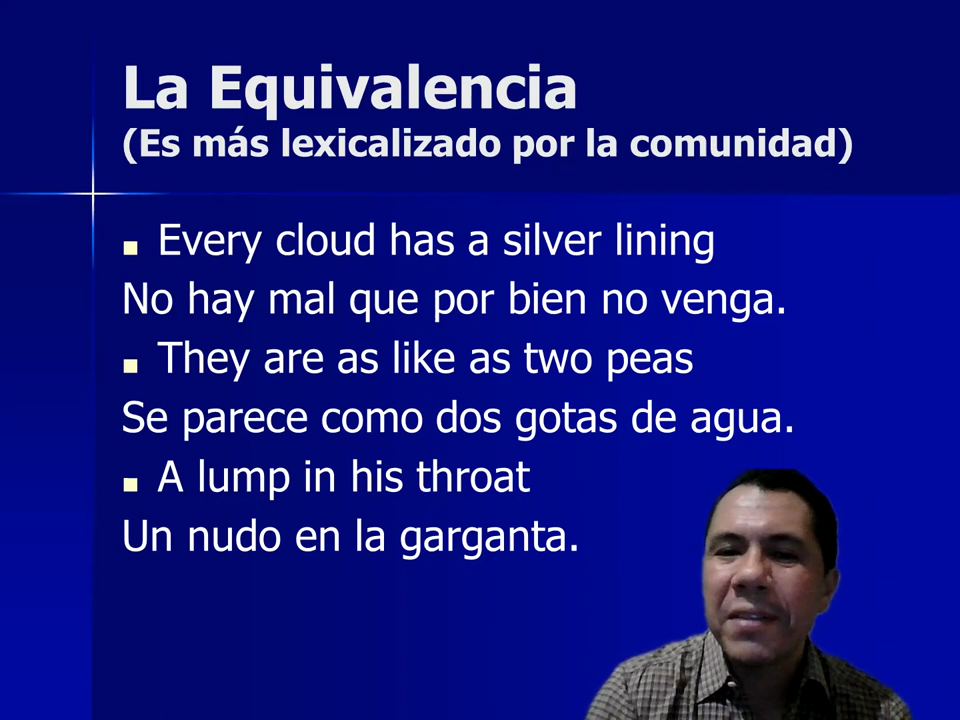 La Equivalencia
(Es más lexicalizado por la comunidad)
Every cloud has a silver lining
No hay mal que por bien no venga.
They are as like as two peas
Se parece como dos gotas de agua.
A lump in his throat
Un nudo en la garganta.